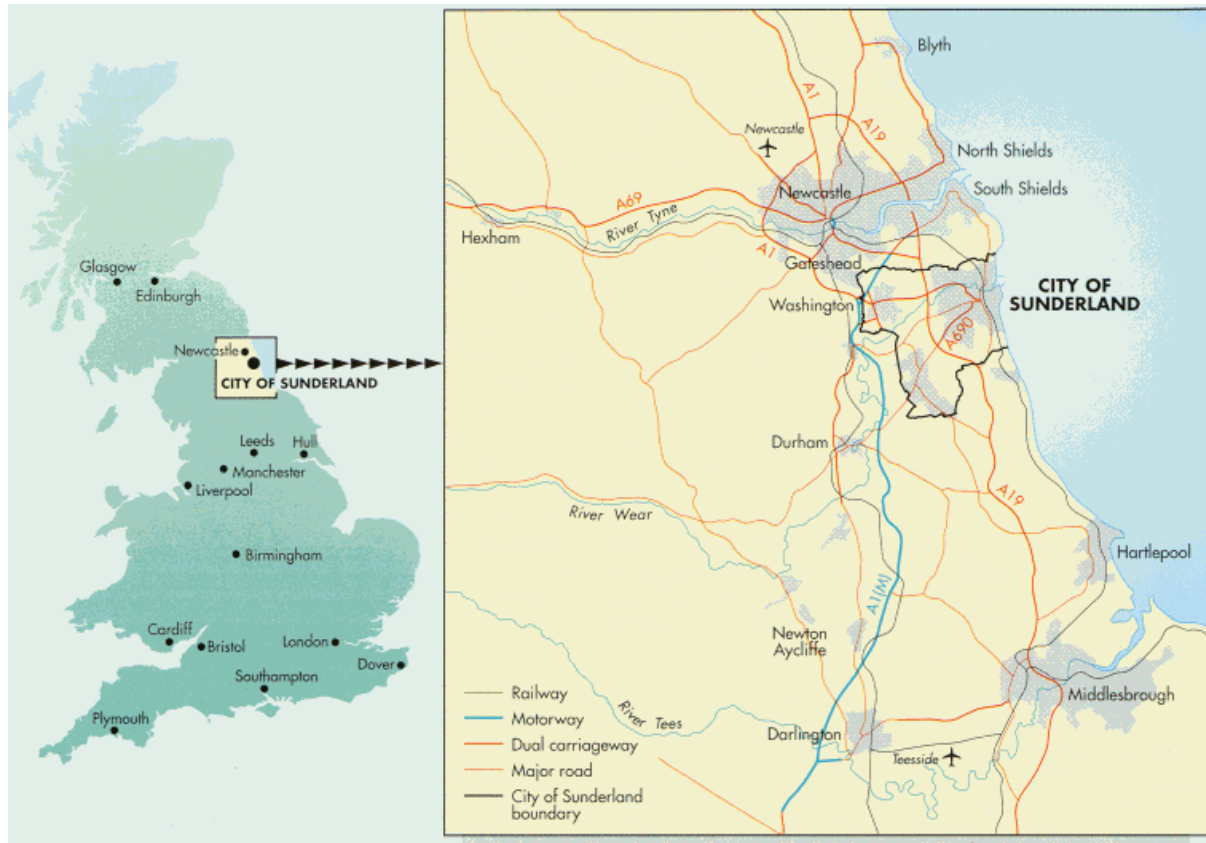 Glasgow
Edinburgh
Newcastle
CITY OF SUNDERLAND
Leeds
Hull
Manchester
Liverpool
Birmingham
Cardiff
Bristol
London
Dover
Southampton
Plymouth
Blyth
A1
Newcastle
A19
North Shields
Newcastle
South Shields
A69
River Tyne
Hexham
A1
Gateshead
CITY OF
SUNDERLAND
Washington
A690
Durham
A19
River Wear
Hartlepool
A1(M)
Newton
Aycliffe
Railway
Middlesbrough
Motorway
River Tees
Darlington
Dual carriageway
Teesside
Major road
City of Sunderland
boundary